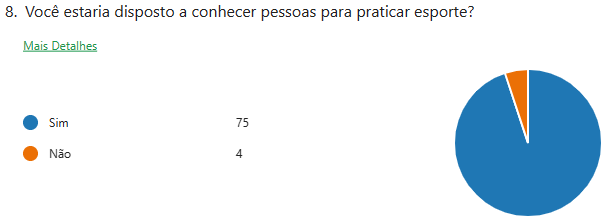 8. Você estaria disposto a conhecer pessoas para praticar esporte?
Mais Detalhes
Sim 75
Não 4